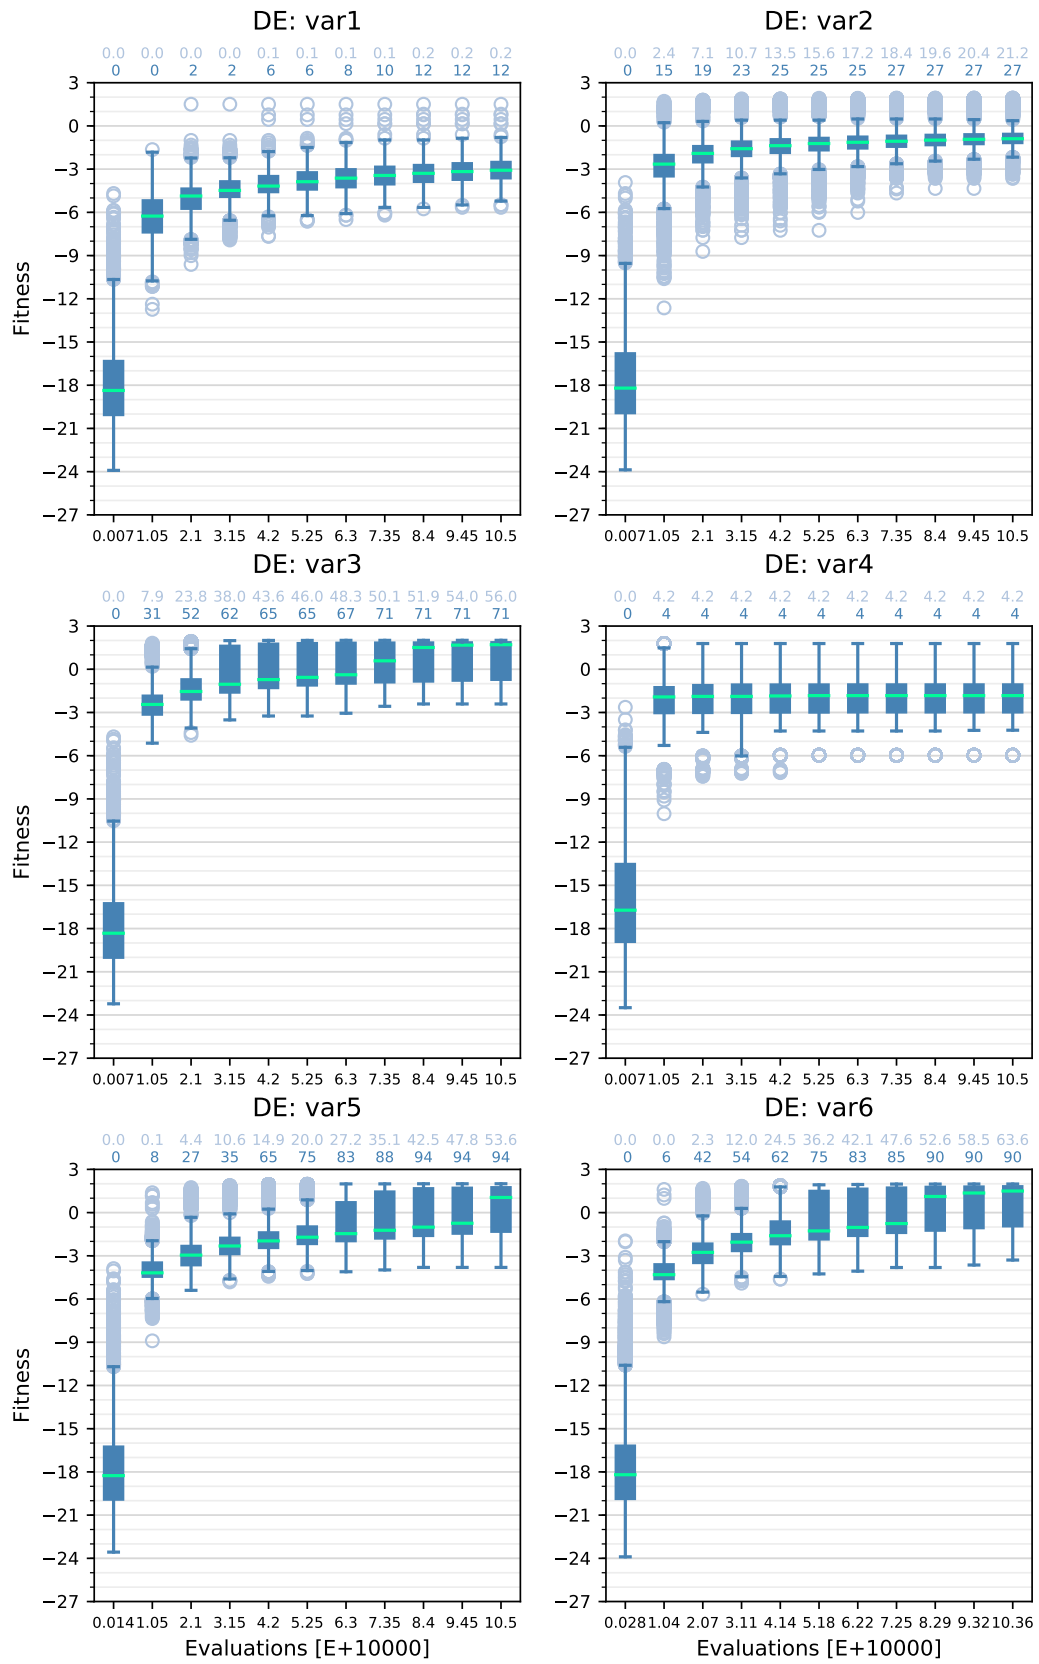 DE: var1
0.0 0.0 0.0 0.0 0.1 0.1 0.1 0.1 0.2 0.2 0.2
0 0 2 2 6 6 8 10 12 12 12
3
0
−3
−6
−9
−12
−15
−18
−21
−24
−27
Fitness
0.007 1.05 2.1 3.15 4.2 5.25 6.3 7.35 8.4 9.45 10.5
DE: var2
0.0 2.4 7.1 10.7 13.5 15.6 17.2 18.4 19.6 20.4 21.2
0 15 19 23 25 25 25 27 27 27 27
3
0
−3
−6
−9
−12
−15
−18
−21
−24
−27
0.007 1.05 2.1 3.15 4.2 5.25 6.3 7.35 8.4 9.45 10.5
DE: var3
0.0 7.9 23.8 38.0 43.6 46.0 48.3 50.1 51.9 54.0 56.0
0 31 52 62 65 65 67 71 71 71 71
3
0
−3
−6
−9
−12
−15
−18
−21
−24
−27
Fitness
0.007 1.05 2.1 3.15 4.2 5.25 6.3 7.35 8.4 9.45 10.5
DE: var4
0.0 4.2 4.2 4.2 4.2 4.2 4.2 4.2 4.2 4.2 4.2
0 4 4 4 4 4 4 4 4 4 4
3
0
−3
−6
−9
−12
−15
−18
−21
−24
−27
0.007 1.05 2.1 3.15 4.2 5.25 6.3 7.35 8.4 9.45 10.5
DE: var5
0.0 0.1 4.4 10.6 14.9 20.0 27.2 35.1 42.5 47.8 53.6
0 8 27 35 65 75 83 88 94 94 94
3
0
−3
−6
−9
−12
−15
−18
−21
−24
−27
Fitness
0.014 1.05 2.1 3.15 4.2 5.25 6.3 7.35 8.4 9.45 10.5
Evaluations [E+10000]
DE: var6
0.0 0.0 2.3 12.0 24.5 36.2 42.1 47.6 52.6 58.5 63.6
0 6 42 54 62 75 83 85 90 90 90
3
0
−3
−6
−9
−12
−15
−18
−21
−24
−27
0.028 1.04 2.07 3.11 4.14 5.18 6.22 7.25 8.29 9.32 10.36
Evaluations [E+10000]